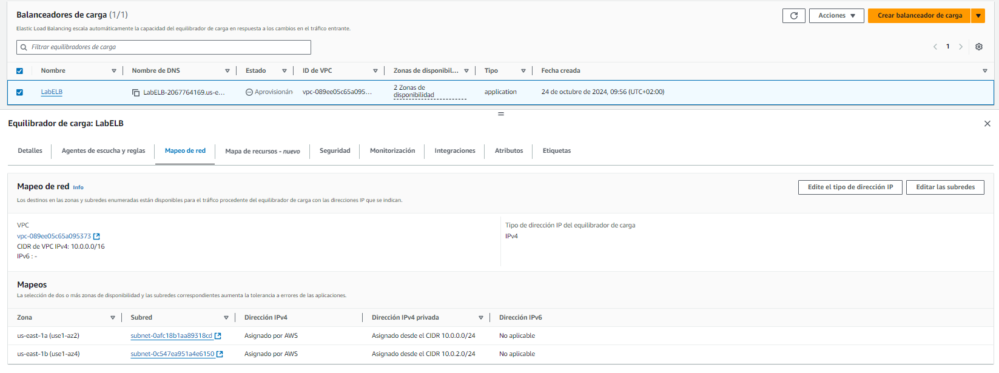 Balanceadores de carga (1/1)
Acciones
Crear balanceador de carga
Elastic Load Balancing escala automáticamente la capacidad del equilibrador de carga en respuesta a los cambios en el tráfico entrante.
Filtrar equilibradores de carga
1
Nombre
Nombre de DNS
Estado
ID de VPC
Zonas de disponibil...
Tipo
Fecha creada
LabELB
LabELB-2067764169.us-e...
Aprovisionán
vpc-089ee05c65a095...
2 Zonas de
disponibilidad
application
24 de octubre de 2024, 09:56 (UTC+02:00)
Equilibrador de carga: LabELB
Detalles
Agentes de escucha y reglas
Mapeo de red
Mapa de recursos - nuevo
Seguridad
Monitorización
Integraciones
Atributos
Etiquetas
Mapeo de red Info
Edite el tipo de dirección IP
Editar las subredes
Los destinos en las zonas y subredes enumeradas están disponibles para el tráfico procedente del equilibrador de carga con las direcciones IP que se indican.
VPC
vpc-089ee05c65a095373
CIDR de VPC IPv4: 10.0.0.0/16
IPv6 : -
Tipo de dirección IP del equilibrador de carga
IPv4
Mapeos
La selección de dos o más zonas de disponibilidad y las subredes correspondientes aumenta la tolerancia a errores de las aplicaciones.
Zona
Subred
Dirección IPv4
Dirección IPv4 privada
Dirección IPv6
us-east-1a (use1-az2)
subnet-0afc18b1aa89318cd
Asignado por AWS
Asignado desde el CIDR 10.0.0.0/24
No aplicable
us-east-1b (use1-az4)
subnet-0c547ea951a4e6150
Asignado por AWS
Asignado desde el CIDR 10.0.2.0/24
No aplicable